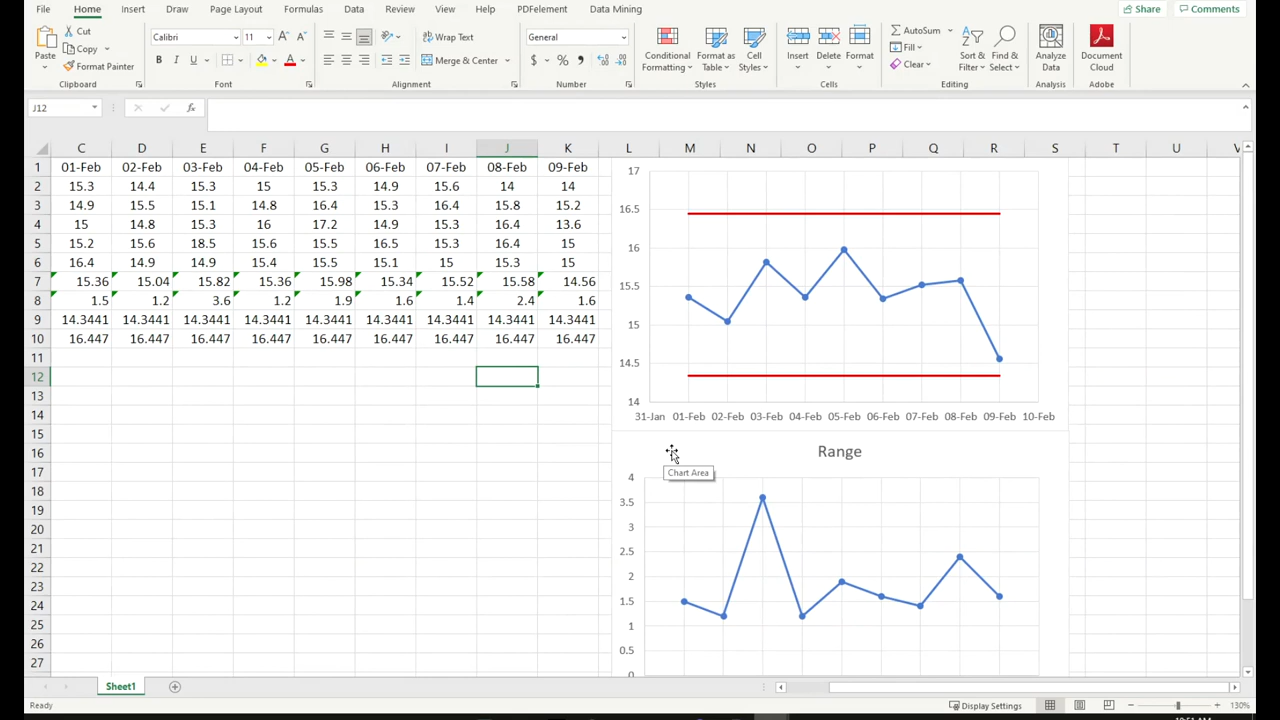 File Home Insert Draw Page Layout Formulas Data Review View Help PDFelement Data Mining Share Comments
Paste Cut Copy Format Painter Clipboard
Calibri 11 A A B I U A Font
Wrap Text Merge & Center Alignment
General $ % Number
Conditional Formatting Format as Table Cell Styles Styles
Insert Delete Format Cells
AutoSum Fill Clear Sort & Filter Find & Select Editing
Analyze Data Analysis
Document Cloud Adobe
J12 fx
C D E F G H I J K L M N O P Q R S T U V
1 01-Feb 02-Feb 03-Feb 04-Feb 05-Feb 06-Feb 07-Feb 08-Feb 09-Feb
2 15.3 14.4 15.3 15 15.3 14.9 15.6 14 14
3 14.9 15.5 15.1 14.8 16.4 15.3 16.4 15.8 15.2
4 15 14.8 15.3 16 17.2 14.9 15.3 16.4 13.6
5 15.2 15.6 18.5 15.6 15.5 16.5 15.3 16.4 15
6 16.4 14.9 14.9 15.4 15.5 15.1 15 15.3 15
7 15.36 15.04 15.82 15.36 15.98 15.34 15.52 15.58 14.56
8 1.5 1.2 3.6 1.2 1.9 1.6 1.4 2.4 1.6
9 14.3441 14.3441 14.3441 14.3441 14.3441 14.3441 14.3441 14.3441 14.3441
10 16.447 16.447 16.447 16.447 16.447 16.447 16.447 16.447 16.447
11
12
13
14
15
16
17
18
19
20
21
22
23
24
25
26
27
17
16.5
16
15.5
15
14.5
14
31-Jan 01-Feb 02-Feb 03-Feb 04-Feb 05-Feb 06-Feb 07-Feb 08-Feb 09-Feb 10-Feb
Range
Chart Area
4
3.5
3
2.5
2
1.5
1
0.5
0
Sheet1
Ready Display Settings 130%